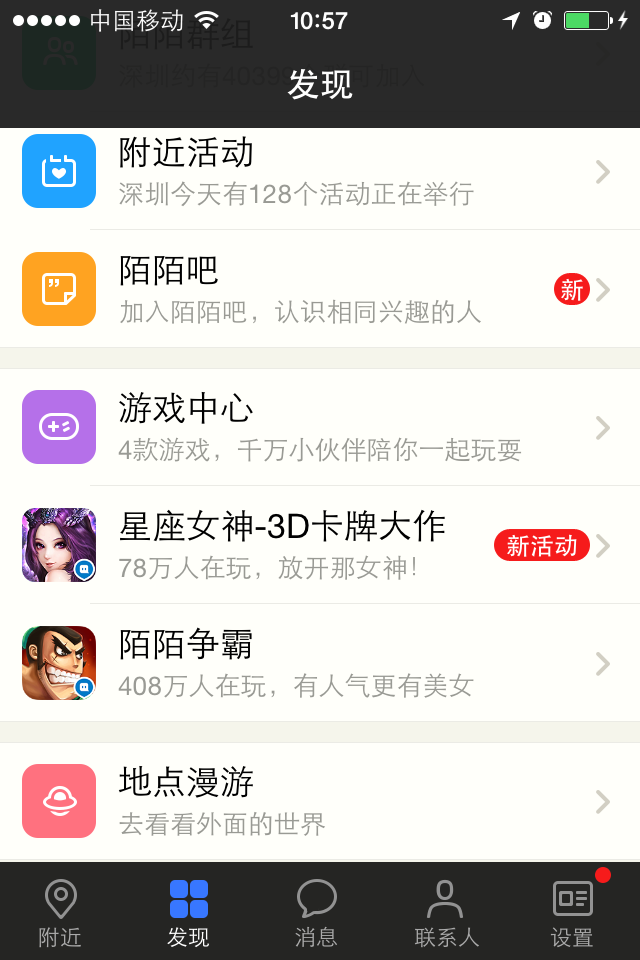 中国移动
10:57
陌陌群组
发现
附近活动
深圳今天有128个活动正在举行
陌陌吧
加入陌陌吧，认识相同兴趣的人
新
游戏中心
4款游戏，千万小伙伴陪你一起玩耍
星座女神-3D卡牌大作
78万人在玩，放开那女神！
新活动
陌陌争霸
408万人在玩，有人气更有美女
地点漫游
去看看外面的世界
附近
发现
消息
联系人
设置